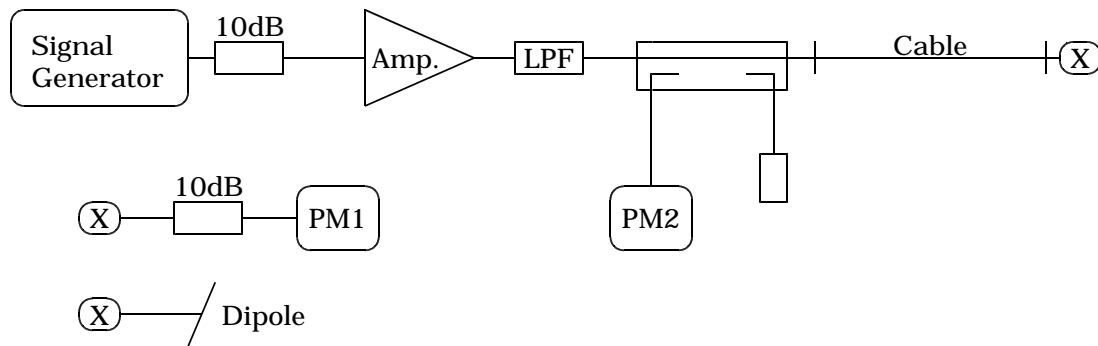 10dB
Signal
Generator
Amp.
LPF
Cable
X
10dB
X
PM1
PM2
X
Dipole